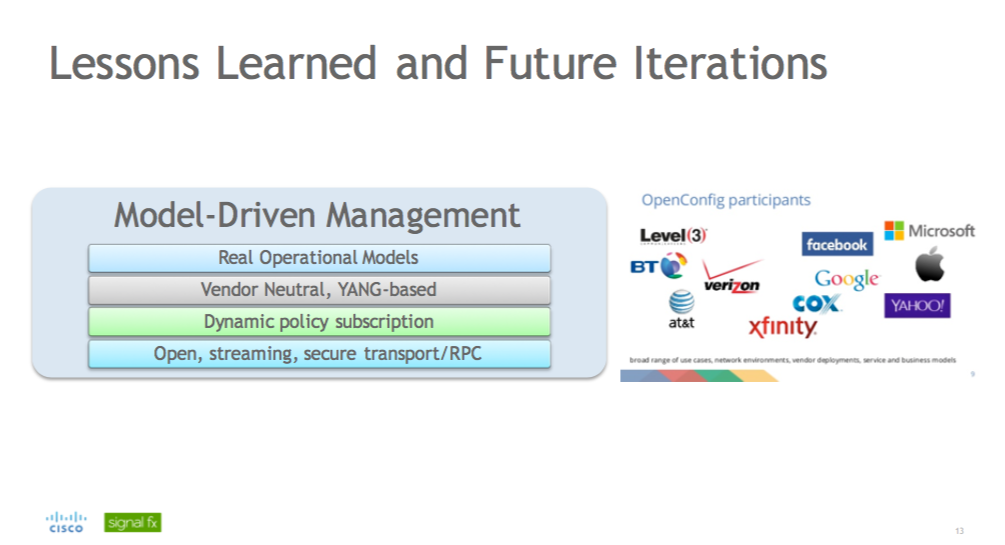 Lessons Learned and Future Iterations
Model-Driven Management
Real Operational Models
Vendor Neutral, YANG-based
Dynamic policy subscription
Open, streaming, secure transport/RPC
OpenConfig participants
Level(3)
facebook
Microsoft
BT
verizon
Google
at&t
COX
YAHOO!
xfinity
broad range of use cases, network environments, vendor deployments, service and business models
9
CISCO
signal fx
13